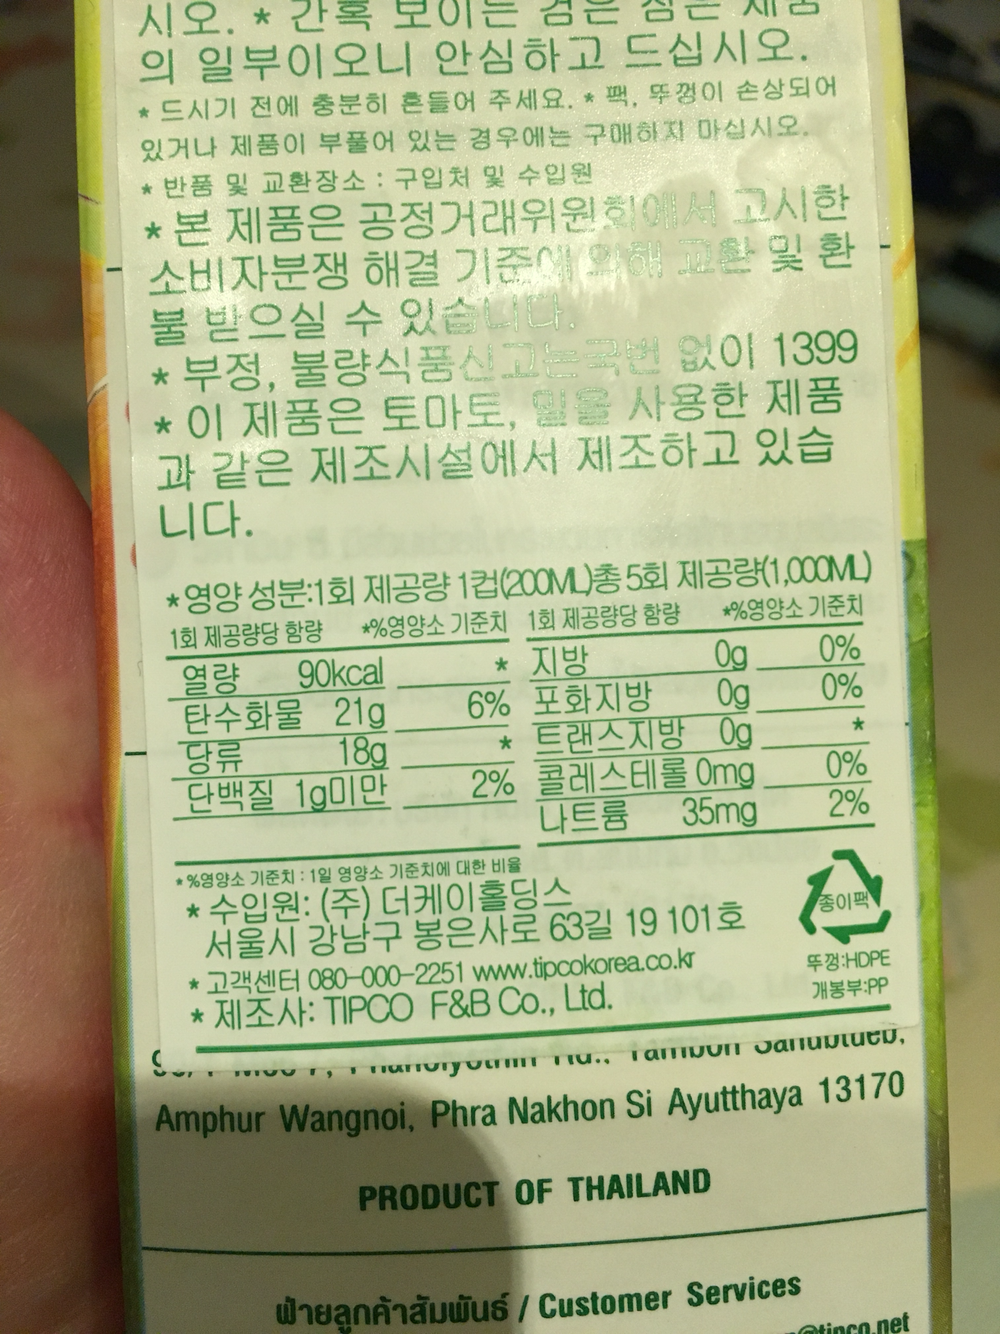 시오. * 간혹 보이는 검은 점은 제품
의 일부이오니 안심하고 드십시오.
* 드시기 전에 충분히 흔들어 주세요. * 팩, 뚜껑이 손상되어
있거나 제품이 부풀어 있는 경우에는 구매하지 마십시오.
* 반품 및 교환장소 : 구입처 및 수입원
* 본 제품은 공정거래위원회에서 고시한
소비자분쟁 해결 기준에 의해 교환 및 환
불 받으실 수 있습니다.
* 부정, 불량식품신고는국번 없이 1399
* 이 제품은 토마토, 밀을 사용한 제품
과 같은 제조시설에서 제조하고 있습
니다.
*영양 성분:1회 제공량 1컵(200ML)총 5회 제공량(1,000ML)
1회 제공량당 함량 *%영양소 기준치 1회 제공량당 함량 *%영양소 기준치
열량 90kcal * 지방 0g 0%
탄수화물 21g 6% 포화지방 0g 0%
당류 18g * 트랜스지방 0g *
단백질 1g미만 2% 콜레스테롤 0mg 0%
나트륨 35mg 2%
*%영양소 기준치 : 1일 영양소 기준치에 대한 비율
* 수입원: (주) 더케이홀딩스
서울시 강남구 봉은사로 63길 19 101호
종이팩
* 고객센터 080-000-2251 www.tipcokorea.co.kr
뚜껑:HDPE
* 제조사: TIPCO F&B Co., Ltd.
개봉부:PP
Tambon Sanubtueb,
Amphur Wangnoi, Phra Nakhon Si Ayutthaya 13170
PRODUCT OF THAILAND
ฝ่ายลูกค้าสัมพันธ์ / Customer Services
@tipco.net